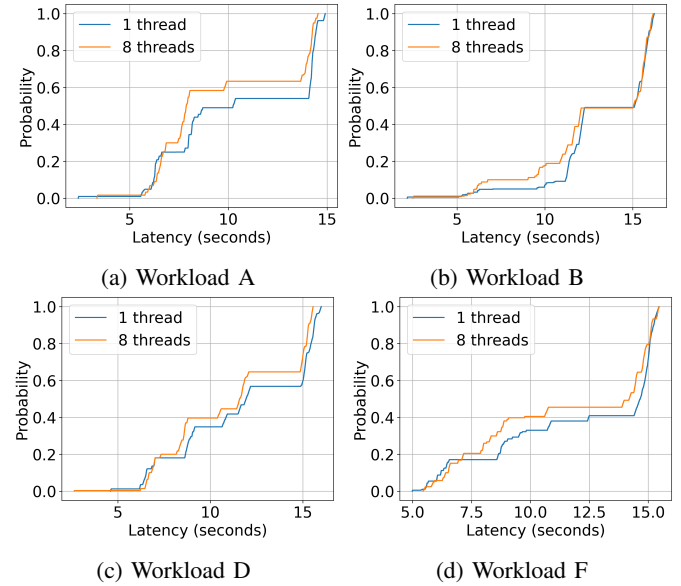 1.0
0.8
0.6
0.4
0.2
0.0
Probability
1 thread
8 threads
5 10 15
Latency (seconds)
(a) Workload A
1.0
0.8
0.6
0.4
0.2
0.0
Probability
1 thread
8 threads
5 10 15
Latency (seconds)
(b) Workload B
1.0
0.8
0.6
0.4
0.2
0.0
Probability
1 thread
8 threads
5 10 15
Latency (seconds)
(c) Workload D
1.0
0.8
0.6
0.4
0.2
0.0
Probability
1 thread
8 threads
5.0 7.5 10.0 12.5 15.0
Latency (seconds)
(d) Workload F